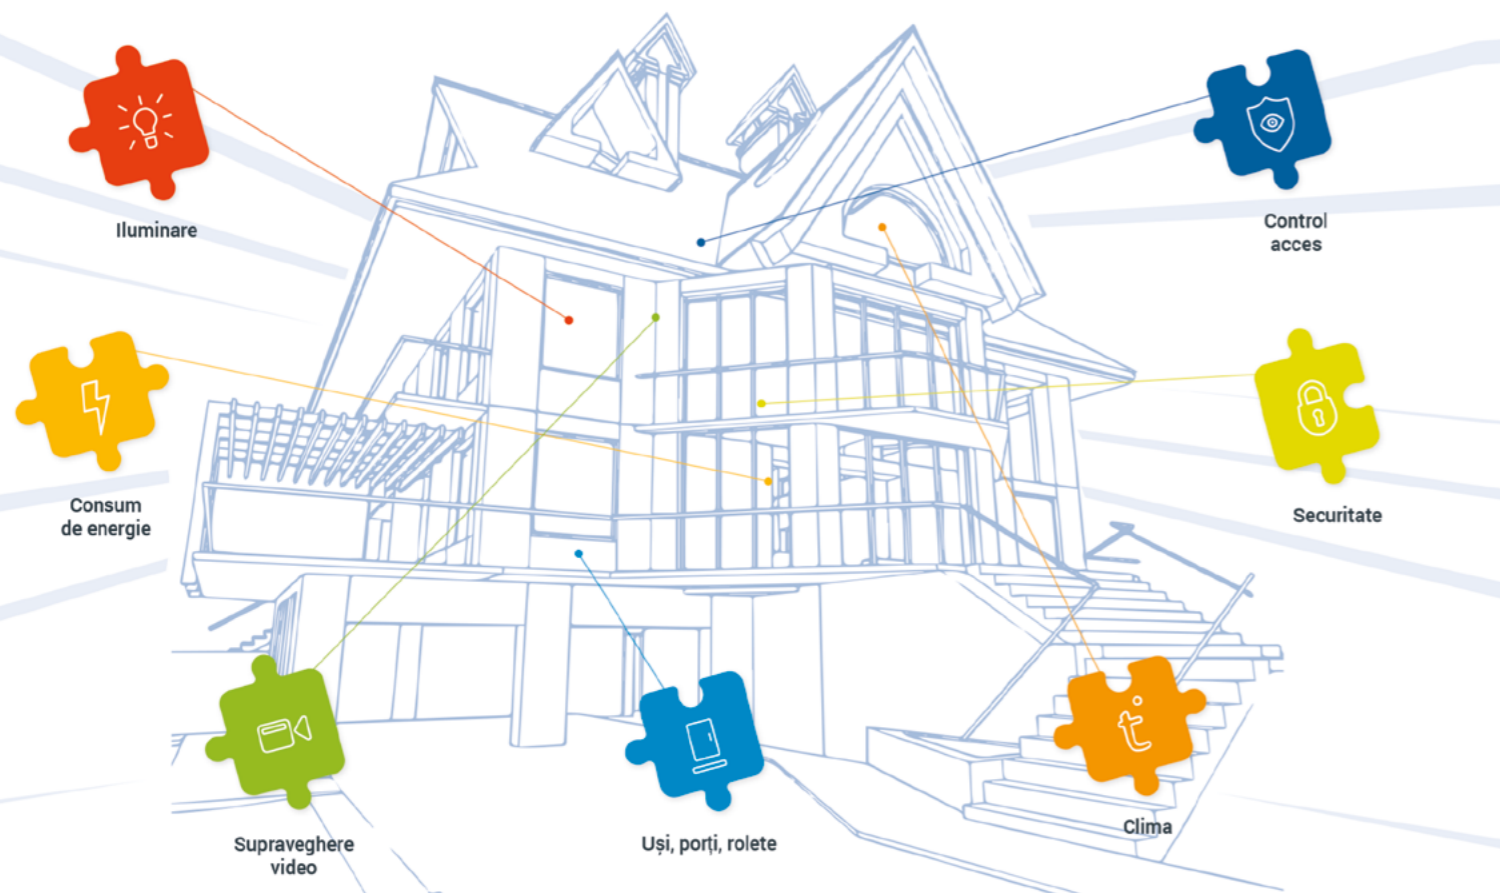 Iluminare
Control
acces
Consum
de energie
Securitate
Supraveghere
video
Uși, porți, rolete
Clima